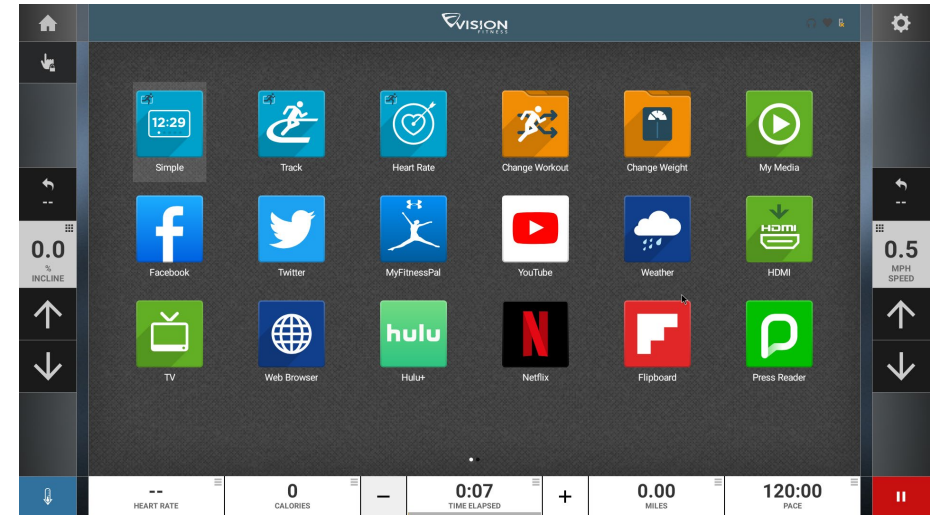 VISION
FITNESS
12:29
Simple
Track
Heart Rate
Change Workout
Change Weight
My Media
--
--
0.0
%
INCLINE
0.5
MPH
SPEED
Facebook
Twitter
MyFitnessPal
YouTube
Weather
HDMI
HDMI
hulu
TV
Web Browser
Hulu+
Netflix
Flipboard
Press Reader
--
HEART RATE
0
CALORIES
−
0:07
TIME ELAPSED
+
0.00
MILES
120:00
PACE